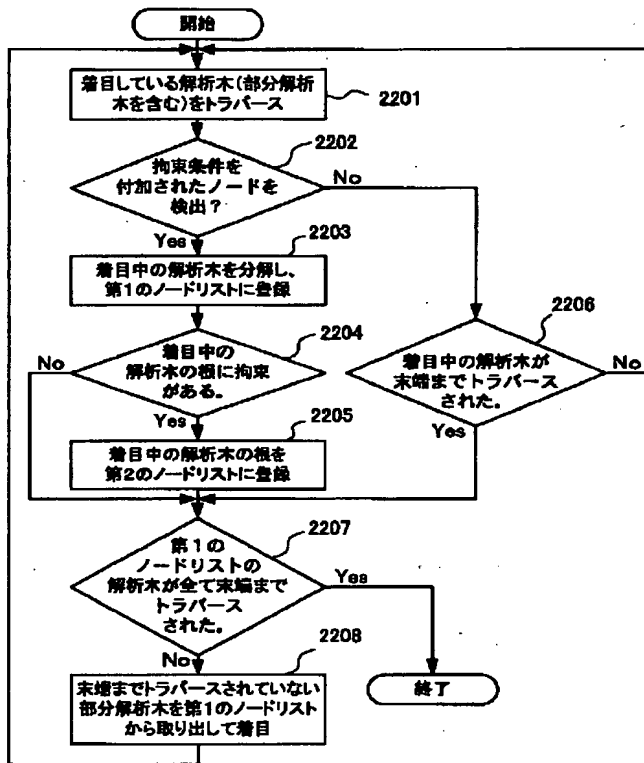 開始
着目している解析木(部分解析
木を含む)をトラバース
2201
2202
拘束条件を
付加されたノードを
検出?
No
Yes
2203
着目中の解析木を分解し、
第1のノードリストに登録
2204
着目中の
解析木の根に拘束
がある。
No
Yes
2205
着目中の解析木の根を
第2のノードリストに登録
2206
着目中の解析木が
末端までトラバース
された。
No
Yes
2207
第1の
ノードリストの
解析木が全て末端まで
トラバース
された。
Yes
No
2208
末端までトラバースされていない
部分解析木を第1のノードリスト
から取り出して着目
終了